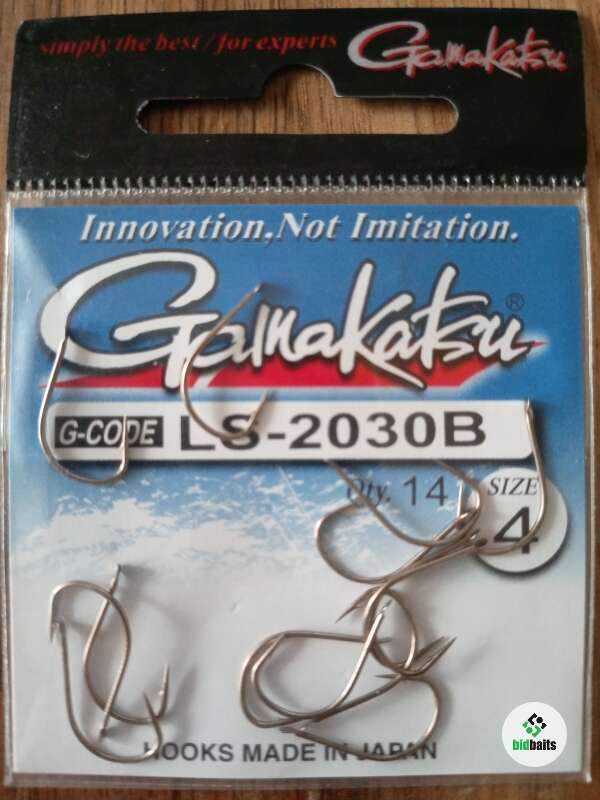 simply the best / for experts Gamakatsu
Innovation, Not Imitation.
Gamakatsu®
G-CODE LS-2030B
Qty. 14 SIZE
4
HOOKS MADE IN JAPAN
bidbaits